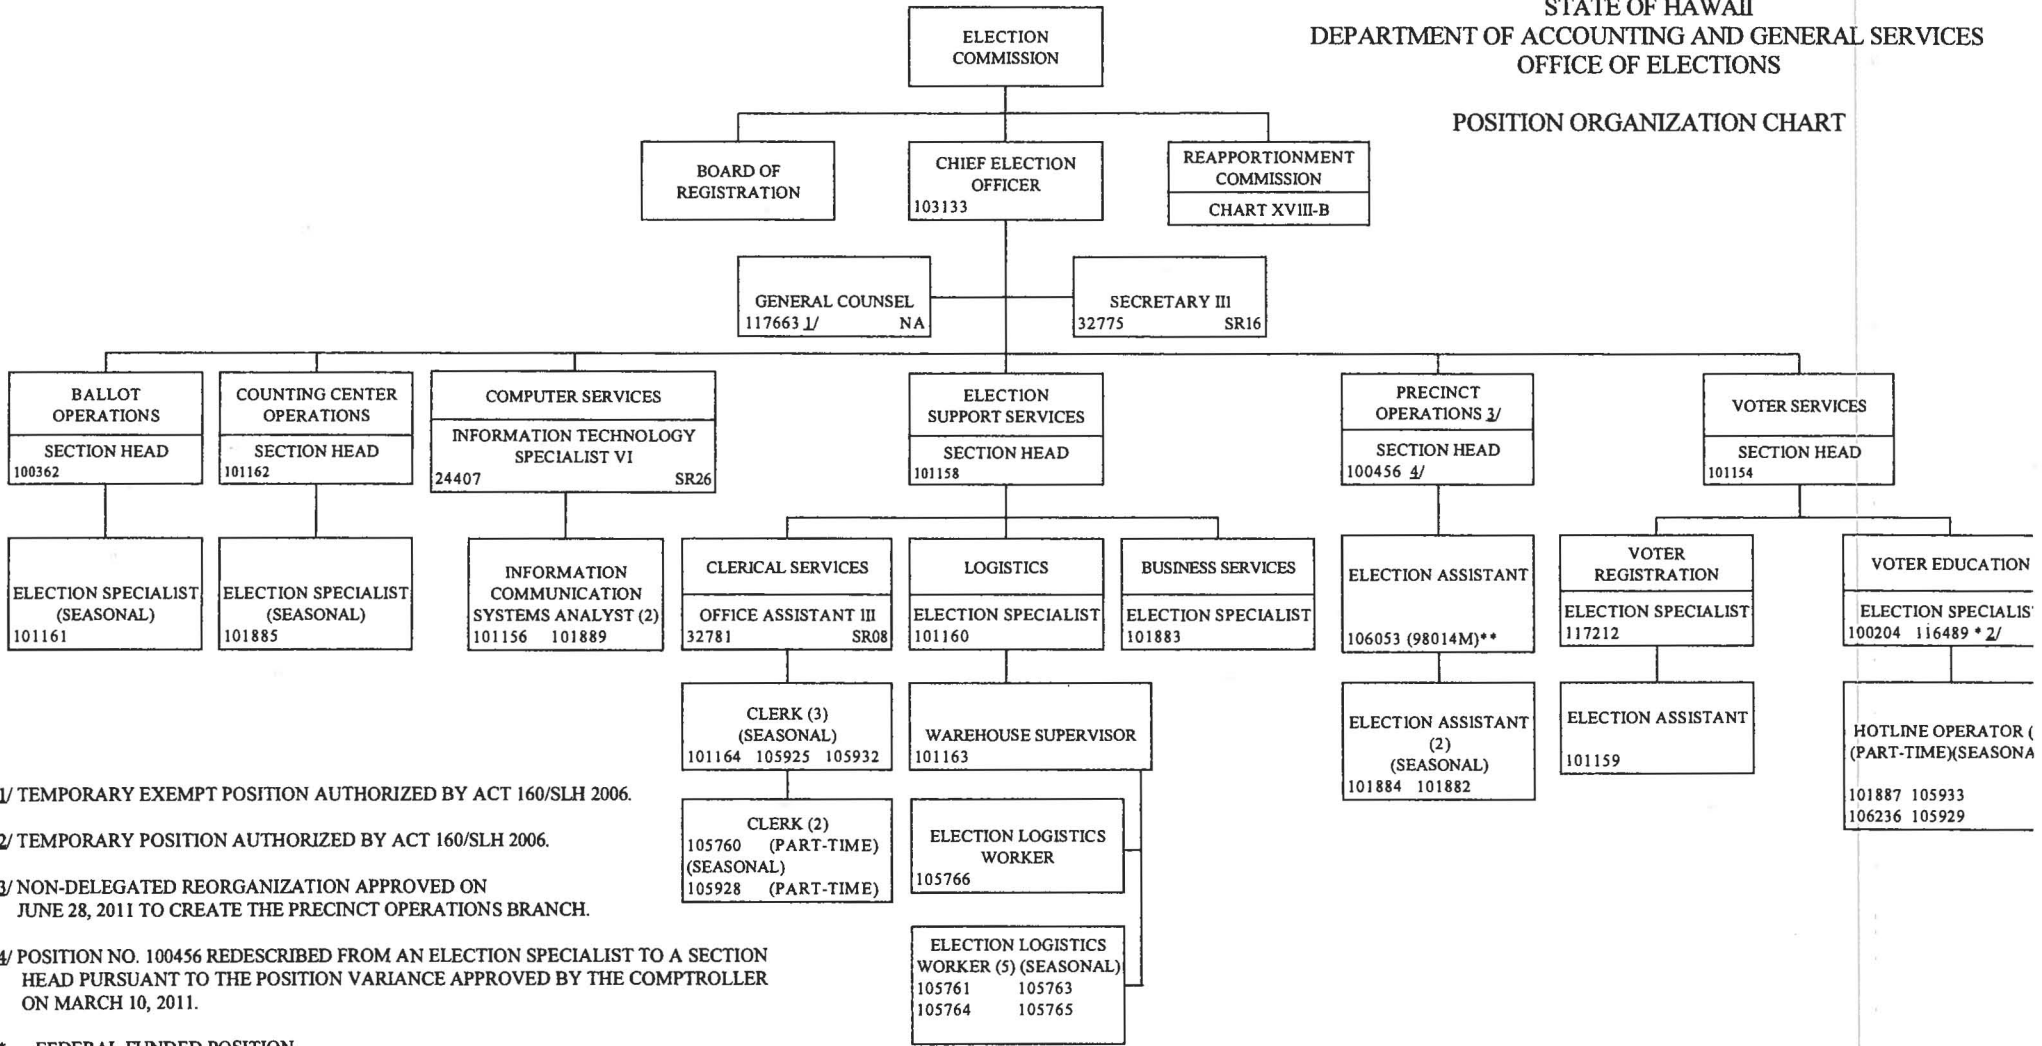 STATE OF HAWAII
DEPARTMENT OF ACCOUNTING AND GENERAL SERVICES
OFFICE OF ELECTIONS
POSITION ORGANIZATION CHART
ELECTION
COMMISSION
BOARD OF
REGISTRATION
CHIEF ELECTION
OFFICER
103133
REAPPORTIONMENT
COMMISSION
CHART XVIII-B
GENERAL COUNSEL
117663 1/ NA
SECRETARY III
32775 SR16
BALLOT
OPERATIONS
SECTION HEAD
100362
COUNTING CENTER
OPERATIONS
SECTION HEAD
101162
COMPUTER SERVICES
INFORMATION TECHNOLOGY
SPECIALIST VI
24407 SR26
ELECTION
SUPPORT SERVICES
SECTION HEAD
101158
PRECINCT
OPERATIONS 3/
SECTION HEAD
100456 4/
VOTER SERVICES
SECTION HEAD
101154
ELECTION SPECIALIST
(SEASONAL)
101161
ELECTION SPECIALIST
(SEASONAL)
101885
INFORMATION
COMMUNICATION
SYSTEMS ANALYST (2)
101156 101889
CLERICAL SERVICES
OFFICE ASSISTANT III
32781 SR08
LOGISTICS
ELECTION SPECIALIST
101160
BUSINESS SERVICES
ELECTION SPECIALIST
101883
ELECTION ASSISTANT
106053 (98014M)**
VOTER
REGISTRATION
ELECTION SPECIALIST
117212
VOTER EDUCATION
ELECTION SPECIALIS
100204 116489 * 2/
CLERK (3)
(SEASONAL)
101164 105925 105932
WAREHOUSE SUPERVISOR
101163
ELECTION ASSISTANT
(2)
(SEASONAL)
101884 101882
ELECTION ASSISTANT
101159
HOTLINE OPERATOR (
(PART-TIME)(SEASONA
101887 105933
106236 105929
CLERK (2)
105760 (PART-TIME)
(SEASONAL)
105928 (PART-TIME)
ELECTION LOGISTICS
WORKER
105766
ELECTION LOGISTICS
WORKER (5) (SEASONAL)
105761 105763
105764 105765
1/ TEMPORARY EXEMPT POSITION AUTHORIZED BY ACT 160/SLH 2006.
2/ TEMPORARY POSITION AUTHORIZED BY ACT 160/SLH 2006.
3/ NON-DELEGATED REORGANIZATION APPROVED ON
JUNE 28, 2011 TO CREATE THE PRECINCT OPERATIONS BRANCH.
4/ POSITION NO. 100456 REDESCRIBED FROM AN ELECTION SPECIALIST TO A SECTION
HEAD PURSUANT TO THE POSITION VARIANCE APPROVED BY THE COMPTROLLER
ON MARCH 10, 2011.
* FEDERAL FUNDED POSITION